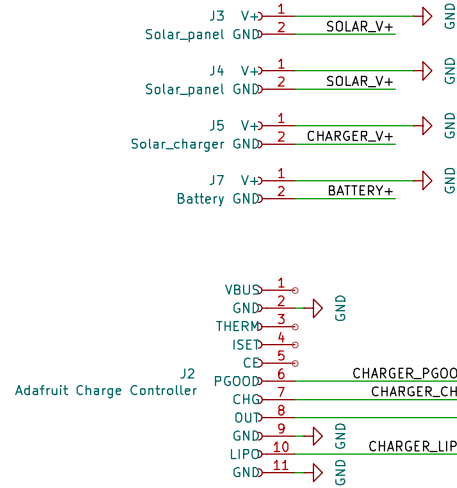 J3 V+ 1 GND
Solar_panel GND 2 SOLAR_V+
J4 V+ 1 GND
Solar_panel GND 2 SOLAR_V+
J5 V+ 1 GND
Solar_charger GND 2 CHARGER_V+
J7 V+ 1 GND
Battery GND 2 BATTERY+
VBUS 1
GND 2 GND
THERM 3
ISET 4
CE 5
J2 PGOOD 6 CHARGER_PGOO
Adafruit Charge Controller CHG 7 CHARGER_CH
OUT 8
GND 9 GND
LIPO 10 CHARGER_LIP
GND 11 GND